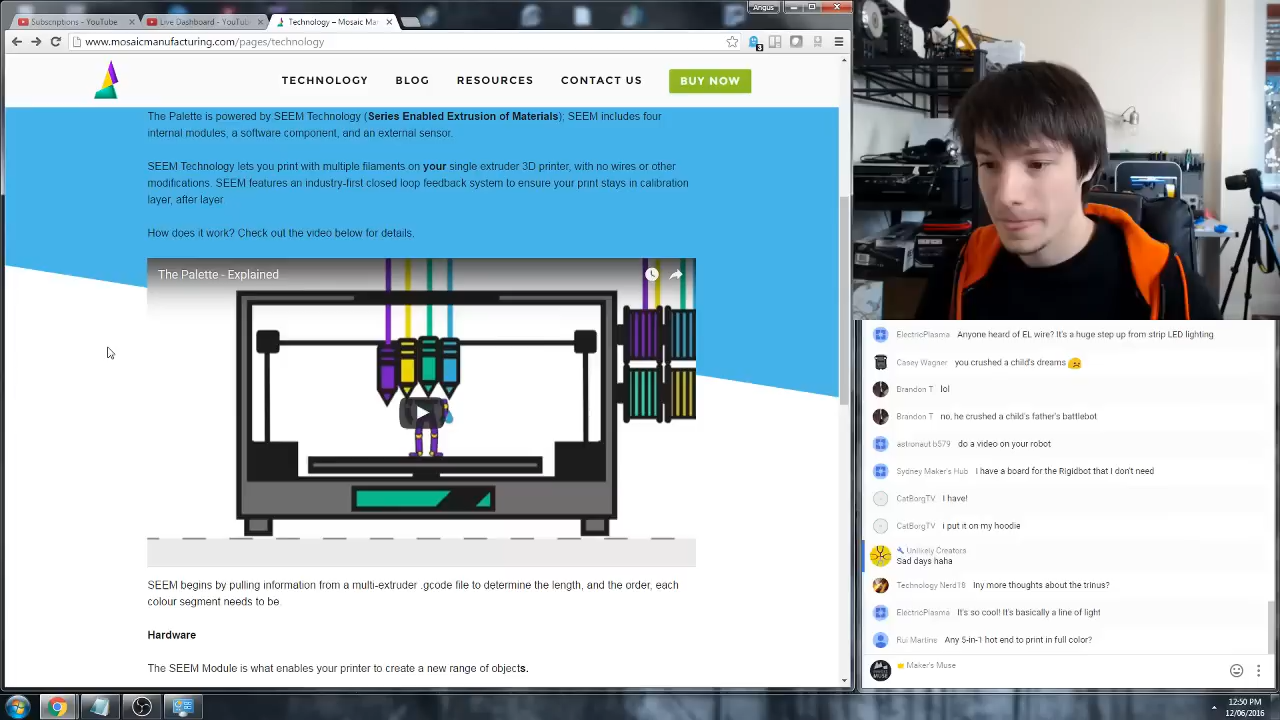 Subscriptions - YouTube
Live Dashboard - YouTub
Technology – Mosaic Ma
Angus
www.mosaicmanufacturing.com/pages/technology
3
TECHNOLOGY BLOG RESOURCES CONTACT US BUY NOW
The Palette is powered by SEEM Technology (Series Enabled Extrusion of Materials); SEEM includes four
internal modules, a software component, and an external sensor.
SEEM Technology lets you print with multiple filaments on your single extruder 3D printer, with no wires or other
SEEM features an industry first closed loop feedback system to ensure your print stays in calibration
layer, after layer.
How does it work? Check out the video below for details.
The Palette - Explained
SEEM begins by pulling information from a multi-extruder .gcode file to determine the length, and the order, each
colour segment needs to be.
Hardware
The SEEM Module is what enables your printer to create a new range of objects.
ElectricPlasma Anyone heard of EL wire? It's a huge step up from strip LED lighting
Casey Wagner you crushed a child's dreams
Brandon T lol
Brandon T no, he crushed a child's father's battlebot
astronaut b579 do a video on your robot
Sydney Maker's Hub I have a board for the Rigidbot that I don't need
CatBorgTV I have!
CatBorgTV i put it on my hoodie
Unlikely Creators
Sad days haha
Technology Nerd18 Iny more thoughts about the trinus?
ElectricPlasma It's so cool! It's basically a line of light
Rui Martins Any 5-in-1 hot end to print in full color?
Maker's Muse
12:50 PM
12/06/2016